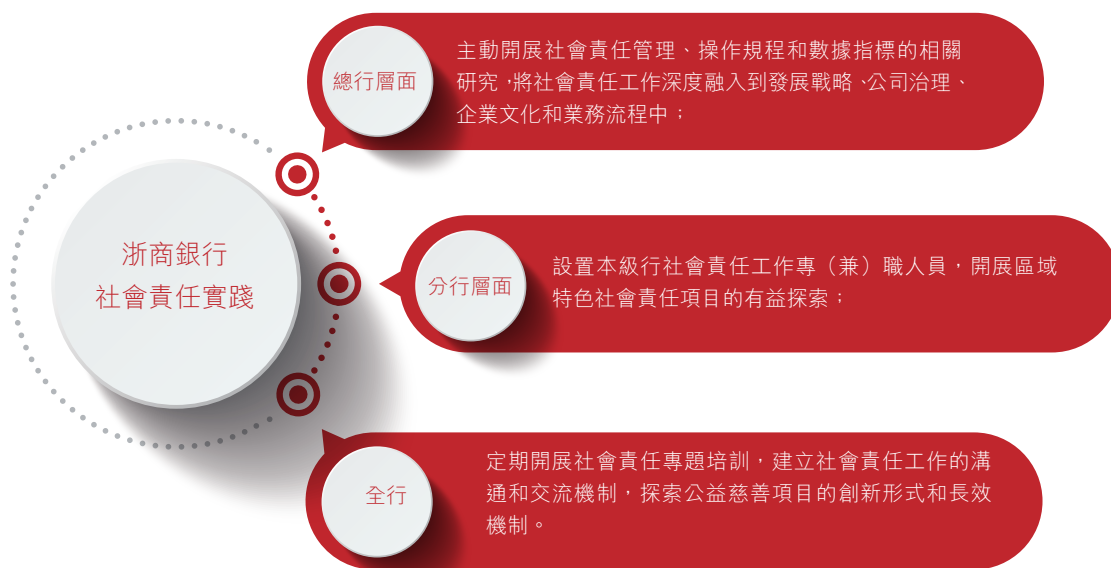 總行層面
主動開展社會責任管理、操作規程和數據指標的相關
研究，將社會責任工作深度融入到發展戰略、公司治理、
企業文化和業務流程中；
浙商銀行
社會責任實踐
分行層面
設置本級行社會責任工作專（兼）職人員，開展區域
特色社會責任項目的有益探索；
全行
定期開展社會責任專題培訓，建立社會責任工作的溝
通和交流機制，探索公益慈善項目的創新形式和長效
機制。